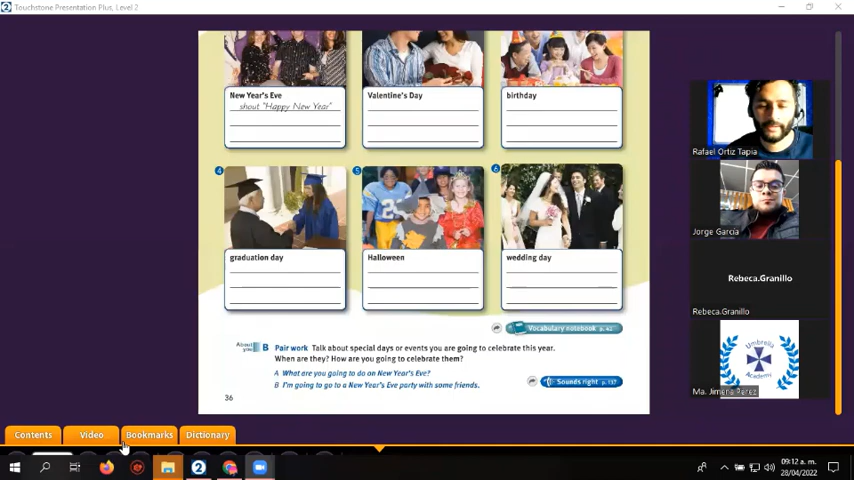 Touchstone Presentation Plus, Level 2
New Year's Eve
shout "Happy New Year"
Valentine's Day
birthday
4
graduation day
5
Halloween
6
wedding day
Vocabulary notebook p. 42
About you
B Pair work Talk about special days or events you are going to celebrate this year.
When are they? How are you going to celebrate them?
A What are you going to do on New Year's Eve?
B I'm going to go to a New Year's Eve party with some friends.
Sounds right p. 137
36
Rafael Ortiz Tapia
Jorge García
Rebeca.Granillo
Rebeca.Granillo
Umbrella
Academy
Ma. Jimena Perez
Contents
Video
Bookmarks
Dictionary
09:12 a. m.
28/04/2022